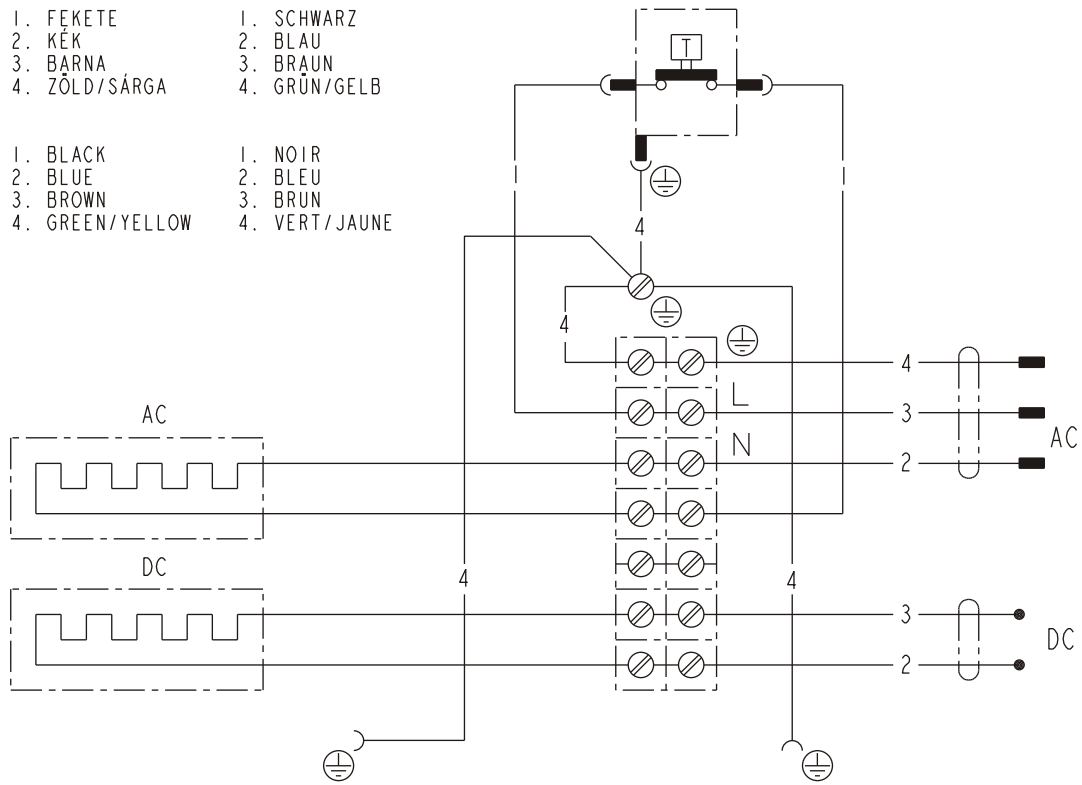 1. FEKETE
2. KÉK
3. BARNA
4. ZÖLD/SÁRGA
1. SCHWARZ
2. BLAU
3. BRAUN
4. GRÜN/GELB
1. BLACK
2. BLUE
3. BROWN
4. GREEN/YELLOW
1. NOIR
2. BLEU
3. BRUN
4. VERT/JAUNE
T
1
1
4
4
4
L
3
AC
AC
N
2
DC
4
4
3
DC
2